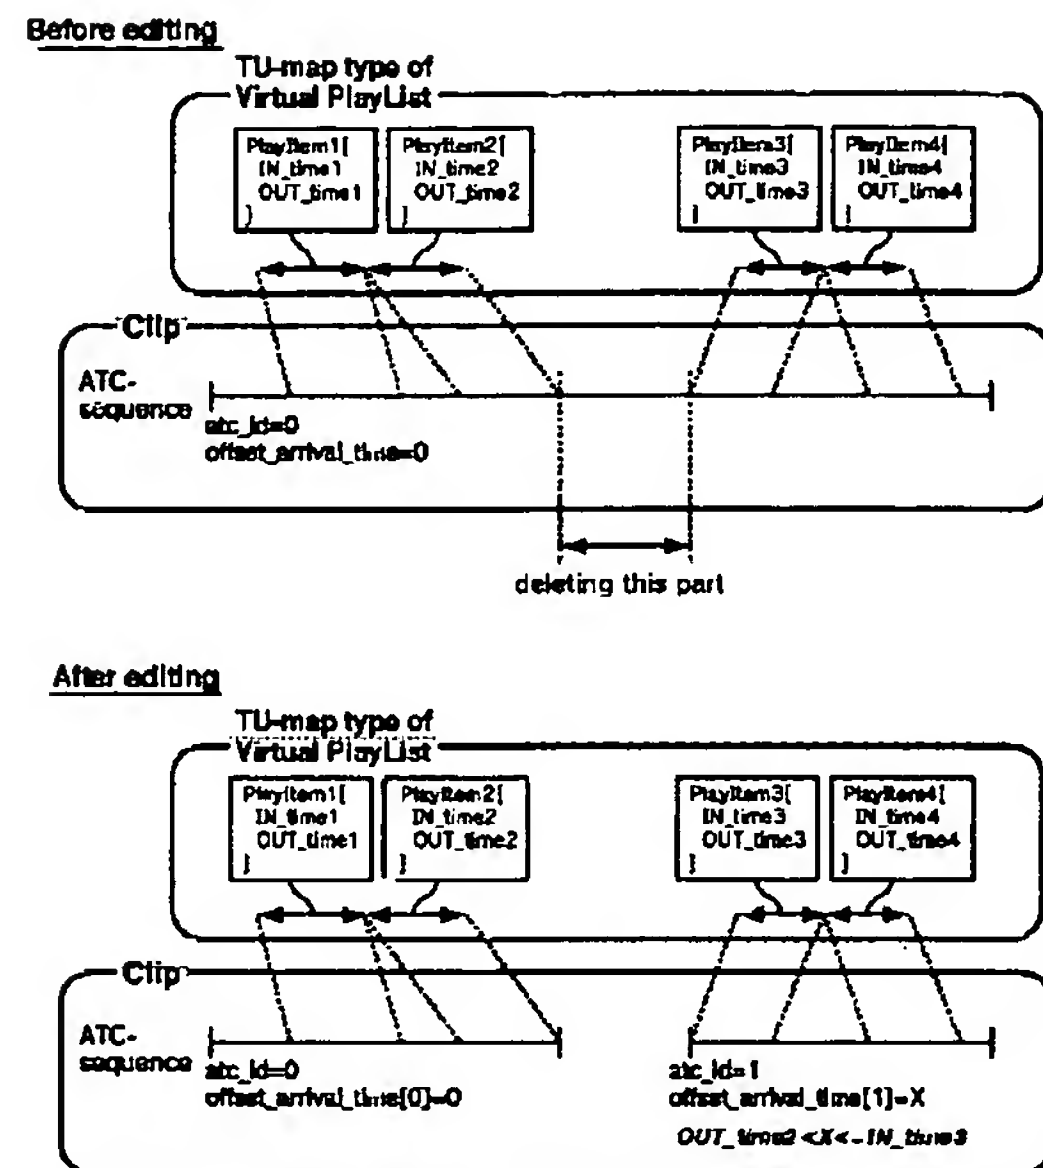 Before editing
TU-map type of
Virtual PlayList
PlayItem1{
IN_time1
OUT_time1
}
PlayItem2{
IN_time2
OUT_time2
}
PlayItem3{
IN_time3
OUT_time3
}
PlayItem4{
IN_time4
OUT_time4
}
Clip
ATC-
sequence
atc_id=0
offset_arrival_time=0
deleting this part
After editing
TU-map type of
Virtual PlayList
PlayItem1{
IN_time1
OUT_time1
}
PlayItem2{
IN_time2
OUT_time2
}
PlayItem3{
IN_time3
OUT_time3
}
PlayItem4{
IN_time4
OUT_time4
}
Clip
ATC-
sequence
atc_id=0
offset_arrival_time[0]=0
atc_id=1
offset_arrival_time[1]=X
OUT_time2<X<=IN_time3